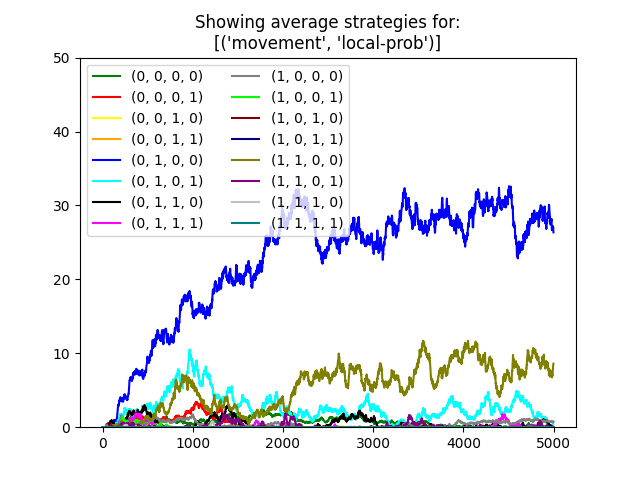 Showing average strategies for:
[('movement', 'local-prob')]
50
40
30
20
10
0
(0, 0, 0, 0)
(0, 0, 0, 1)
(0, 0, 1, 0)
(0, 0, 1, 1)
(0, 1, 0, 0)
(0, 1, 0, 1)
(0, 1, 1, 0)
(0, 1, 1, 1)
(1, 0, 0, 0)
(1, 0, 0, 1)
(1, 0, 1, 0)
(1, 0, 1, 1)
(1, 1, 0, 0)
(1, 1, 0, 1)
(1, 1, 1, 0)
(1, 1, 1, 1)
0 1000 2000 3000 4000 5000